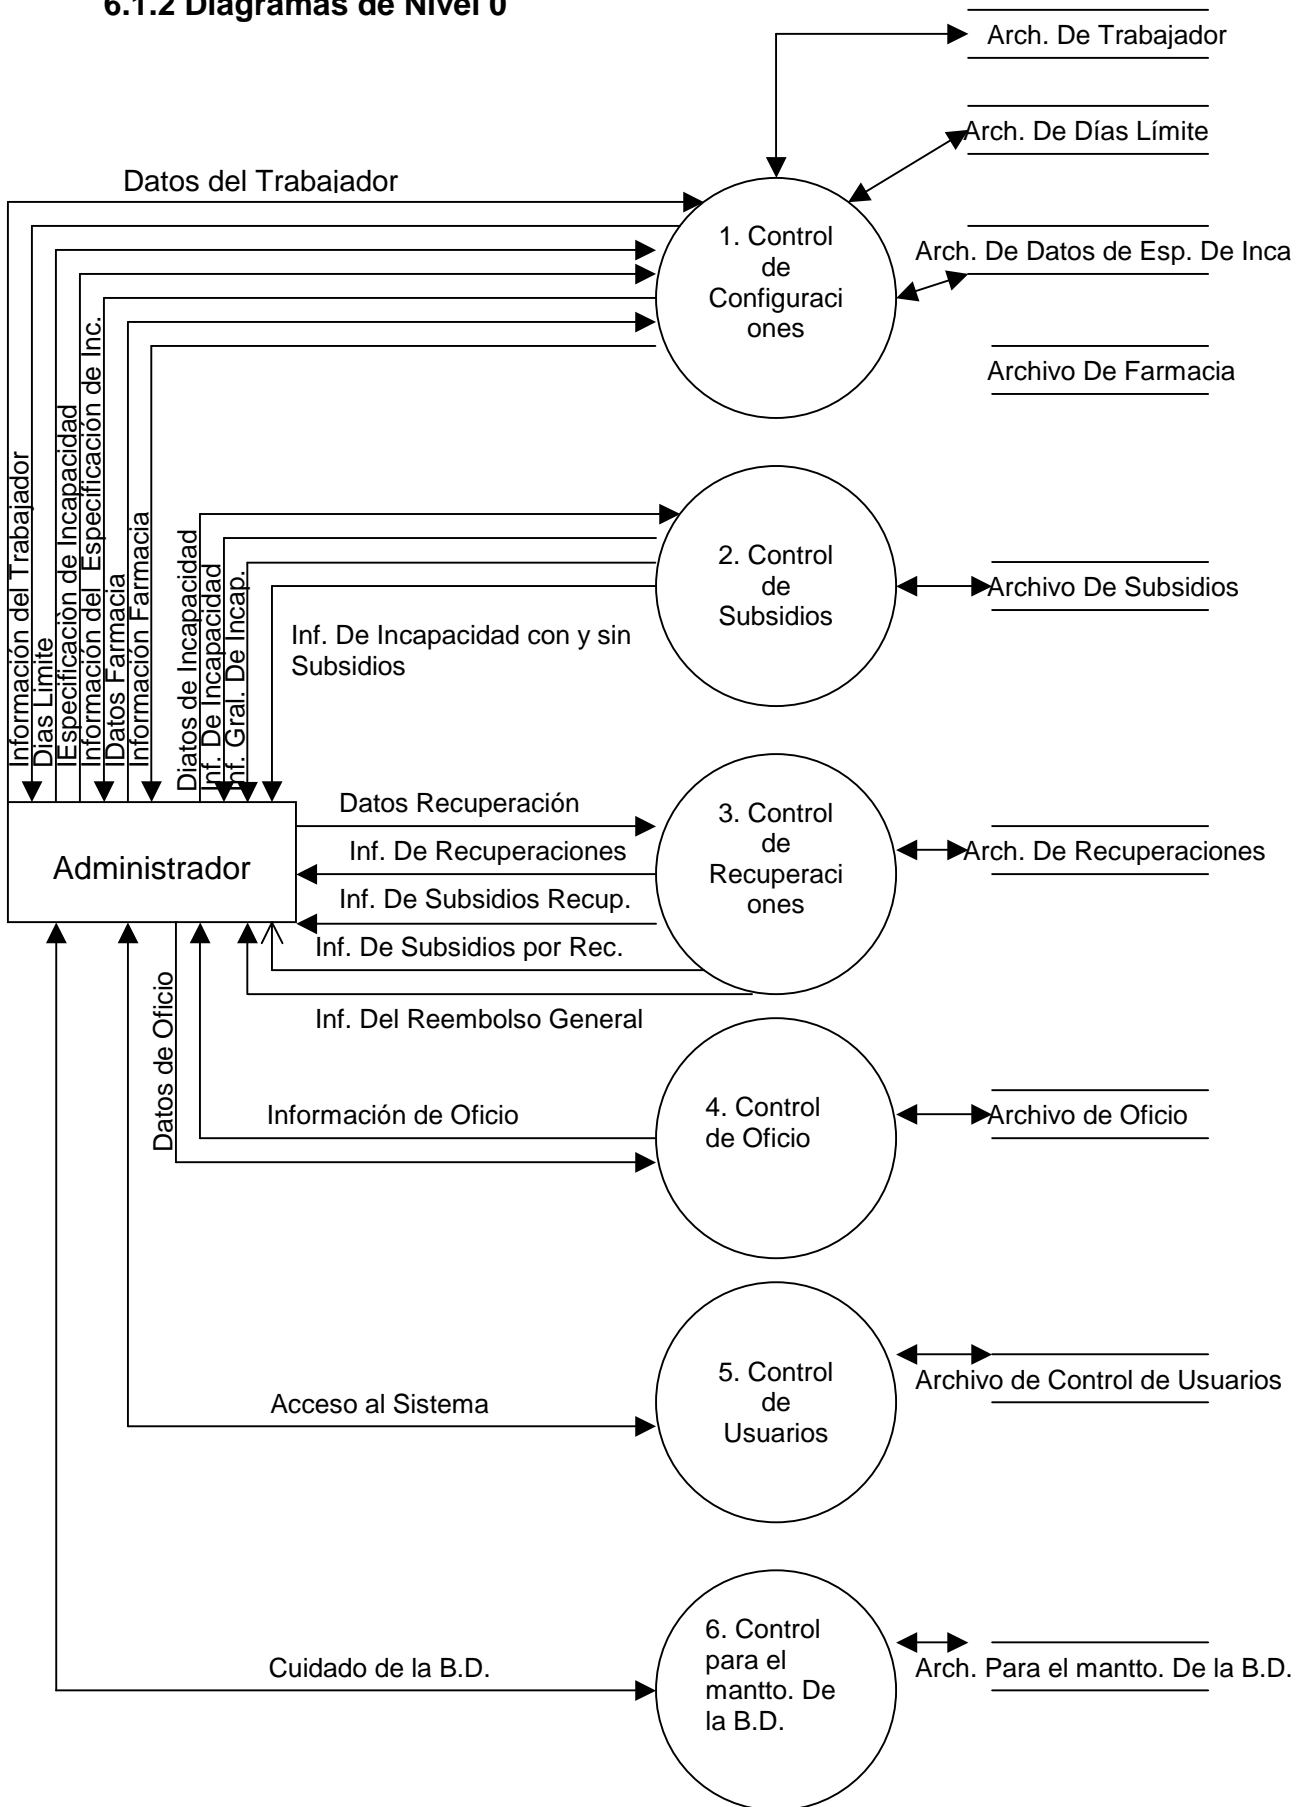 6.1.2 Diagramas de Nivel 0
Arch. De Trabajador
Arch. De Días Límite
Datos del Trabajador
1. Control
de
Configuraci
ones
Arch. De Datos de Esp. De Inca
Archivo De Farmacia
Información del Trabajador
Dias Limite
IEspecificaciòn de Incapacidad
Información del Especificación de Inc.
IDatos Farmacia
Información Farmacia
Diatos de Incapacidad
Inf. De Incapacidad
Inf. Gral. De Incap.
Inf. De Incapacidad con y sin
Subsidios
2. Control
de
Subsidios
Archivo De Subsidios
Administrador
Datos Recuperación
Inf. De Recuperaciones
Inf. De Subsidios Recup.
Inf. De Subsidios por Rec.
Inf. Del Reembolso General
3. Control
de
Recuperaci
ones
Arch. De Recuperaciones
Datos de Oficio
Información de Oficio
4. Control
de Oficio
Archivo de Oficio
Acceso al Sistema
5. Control
de
Usuarios
Archivo de Control de Usuarios
Cuidado de la B.D.
6. Control
para el
mantto. De
la B.D.
Arch. Para el mantto. De la B.D.